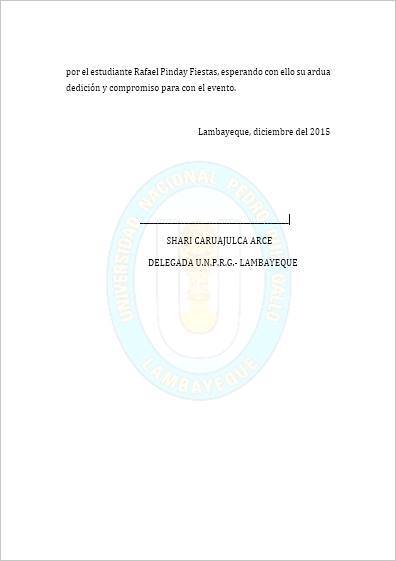 por el estudiante Rafael Pinday Fiestas, esperando con ello su ardua
dedición y compromiso para con el evento.
Lambayeque, diciembre del 2015
UNIVERSIDAD NACIONAL PEDRO RUIZ GALLO
SHARI CARUAJULCA ARCE
DELEGADA U.N.P.R.G.- LAMBAYEQUE
LAMBAYEQUE